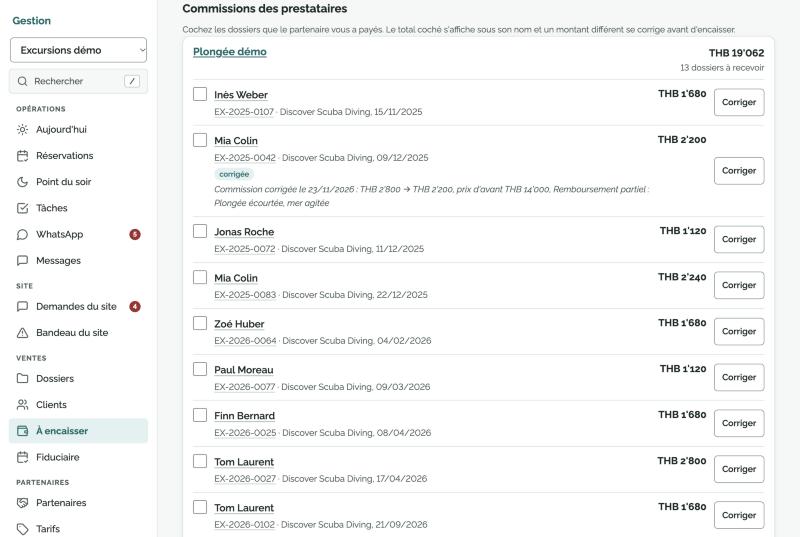 Gestion
Excursions démo
Rechercher /
OPÉRATIONS
Aujourd'hui
Réservations
Point du soir
Tâches
WhatsApp 5
Messages
SITE
Demandes du site 4
Bandeau du site
VENTES
Dossiers
Clients
À encaisser
Fiduciaire
PARTENAIRES
Partenaires
Tarifs
Commissions des prestataires
Cochez les dossiers que le partenaire vous a payés. Le total coché s'affiche sous son nom et un montant différent se corrige avant d'encaisser.
Plongée démo THB 19'062
13 dossiers à recevoir
Inès Weber THB 1'680 Corriger
EX-2025-0107 · Discover Scuba Diving, 15/11/2025
Mia Colin THB 2'200
EX-2025-0042 · Discover Scuba Diving, 09/12/2025
corrigée Corriger
Commission corrigée le 23/11/2026 : THB 2'800 → THB 2'200, prix d'avant THB 14'000, Remboursement partiel :
Plongée écourtée, mer agitée
Jonas Roche THB 1'120 Corriger
EX-2025-0072 · Discover Scuba Diving, 11/12/2025
Mia Colin THB 2'240 Corriger
EX-2025-0083 · Discover Scuba Diving, 22/12/2025
Zoé Huber THB 1'680 Corriger
EX-2026-0064 · Discover Scuba Diving, 04/02/2026
Paul Moreau THB 1'120 Corriger
EX-2026-0077 · Discover Scuba Diving, 09/03/2026
Finn Bernard THB 1'680 Corriger
EX-2026-0025 · Discover Scuba Diving, 08/04/2026
Tom Laurent THB 2'800 Corriger
EX-2026-0027 · Discover Scuba Diving, 17/04/2026
Tom Laurent THB 1'680 Corriger
EX-2026-0102 · Discover Scuba Diving, 21/09/2026